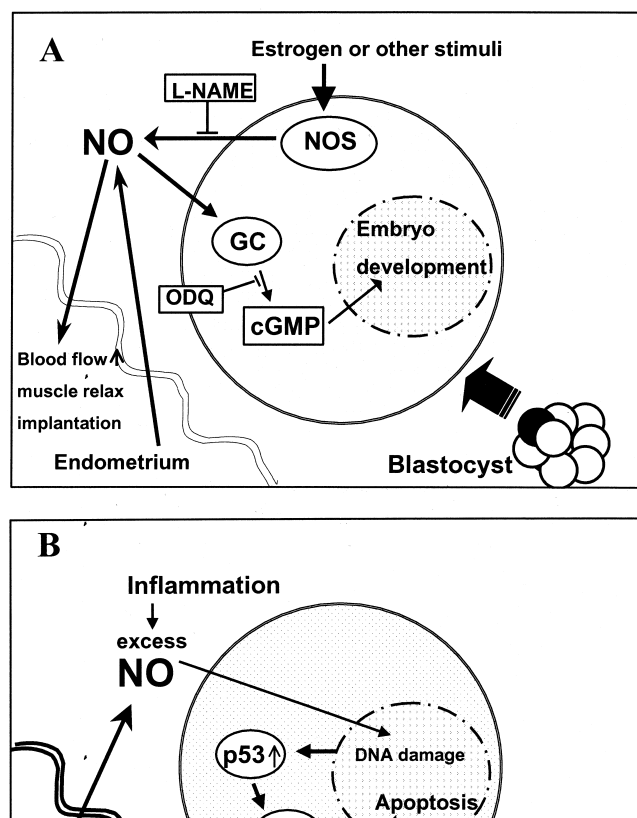 A
Estrogen or other stimuli
L-NAME
NO
NOS
GC
Embryo
development
ODQ
cGMP
Blood flow ↑
muscle relax
implantation
Endometrium
Blastocyst
B
Inflammation
excess
NO
p53↑
DNA damage
Apoptosis